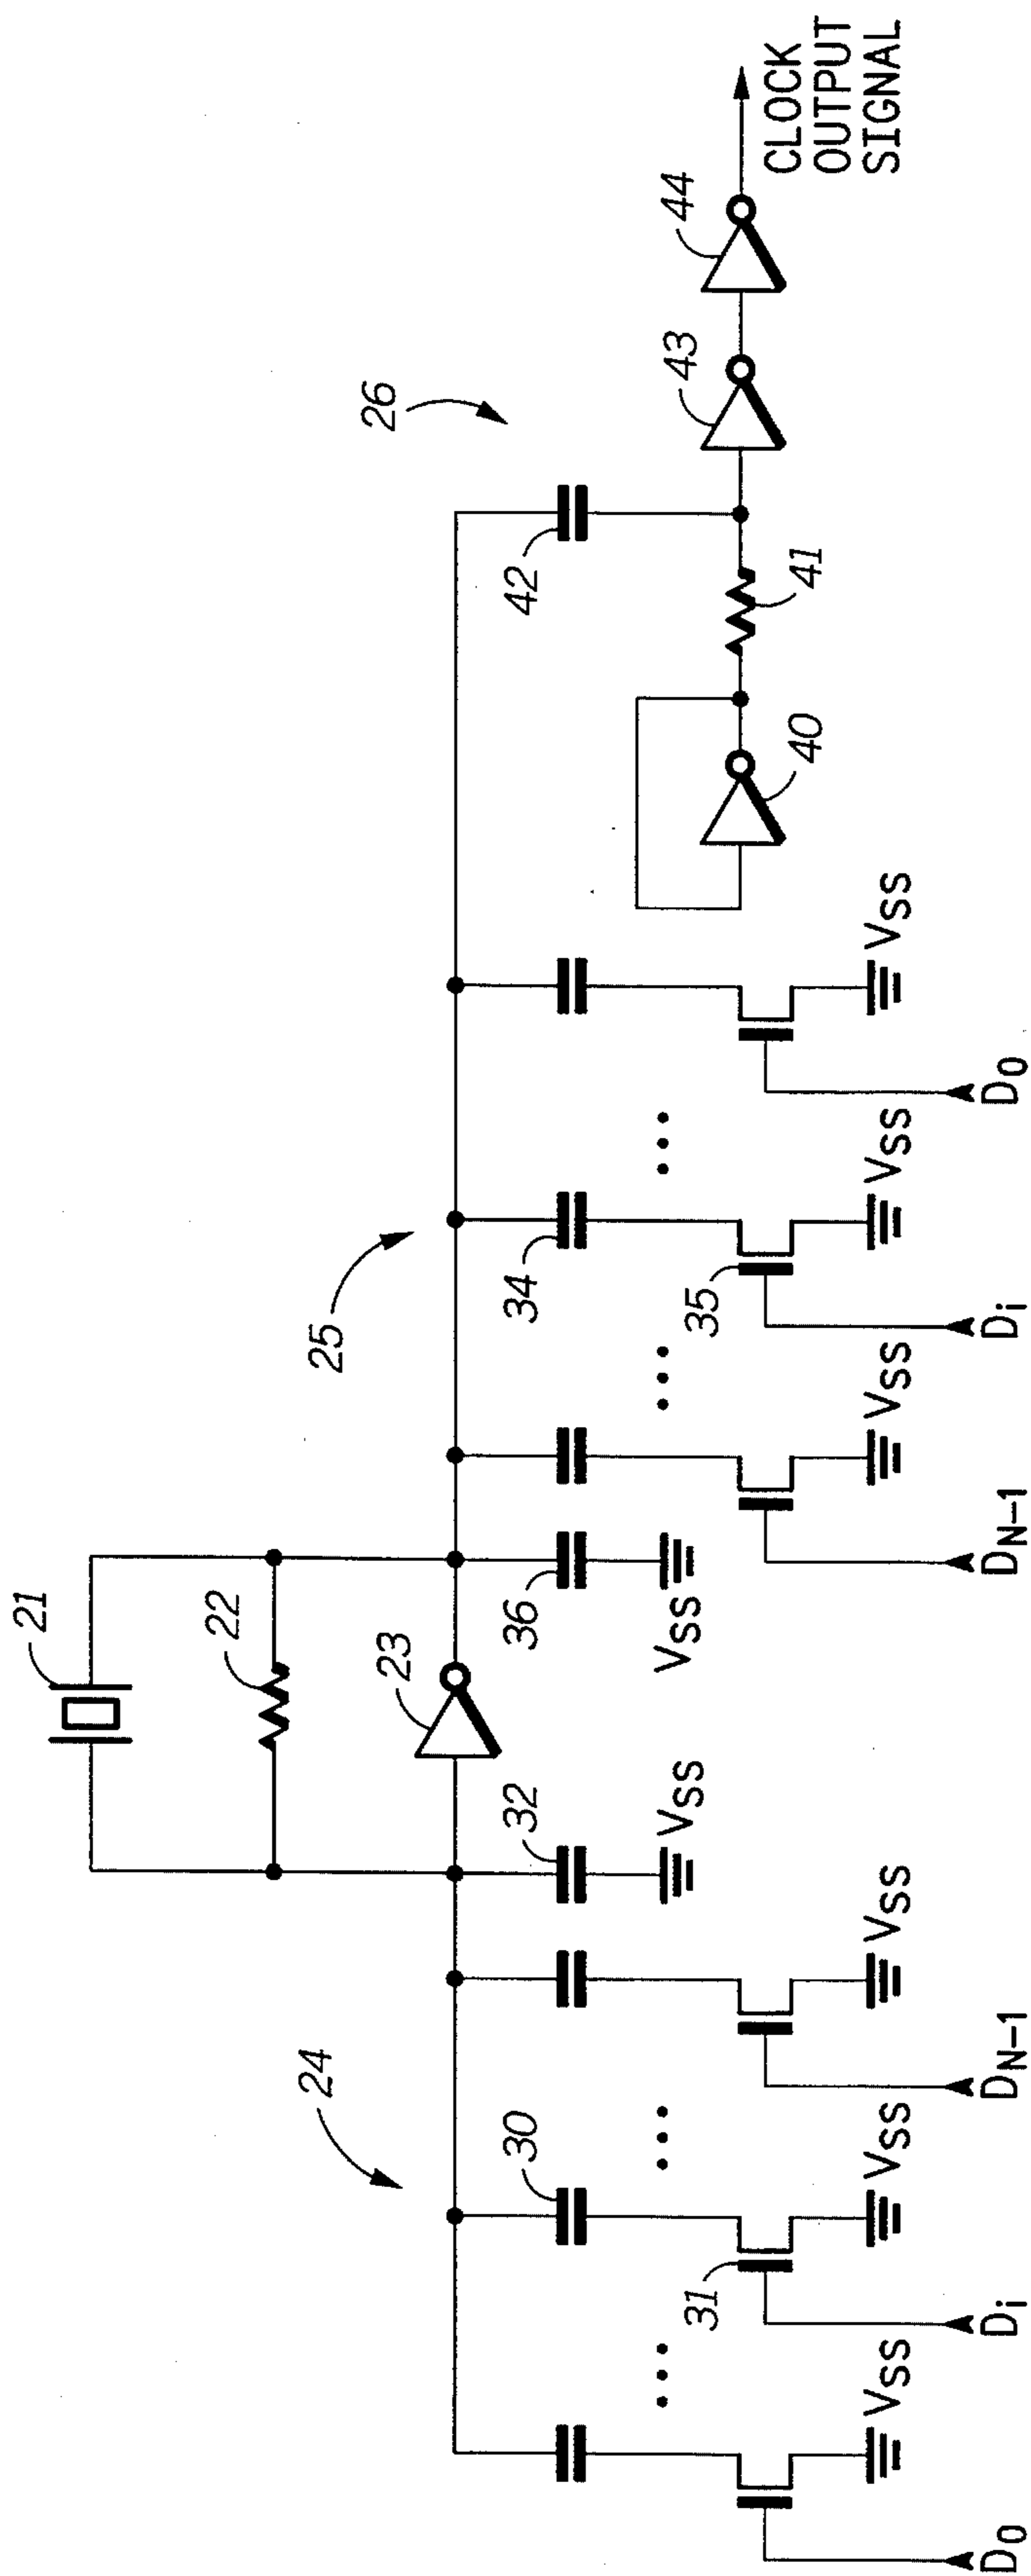 21
22
24
25
26
23
30
32
36
34
42
43
44
CLOCK
OUTPUT
SIGNAL
VSS
VSS
31
35
40
41
VSS
VSS
VSS
VSS
VSS
VSS
D0
Di
DN-1
DN-1
Di
D0